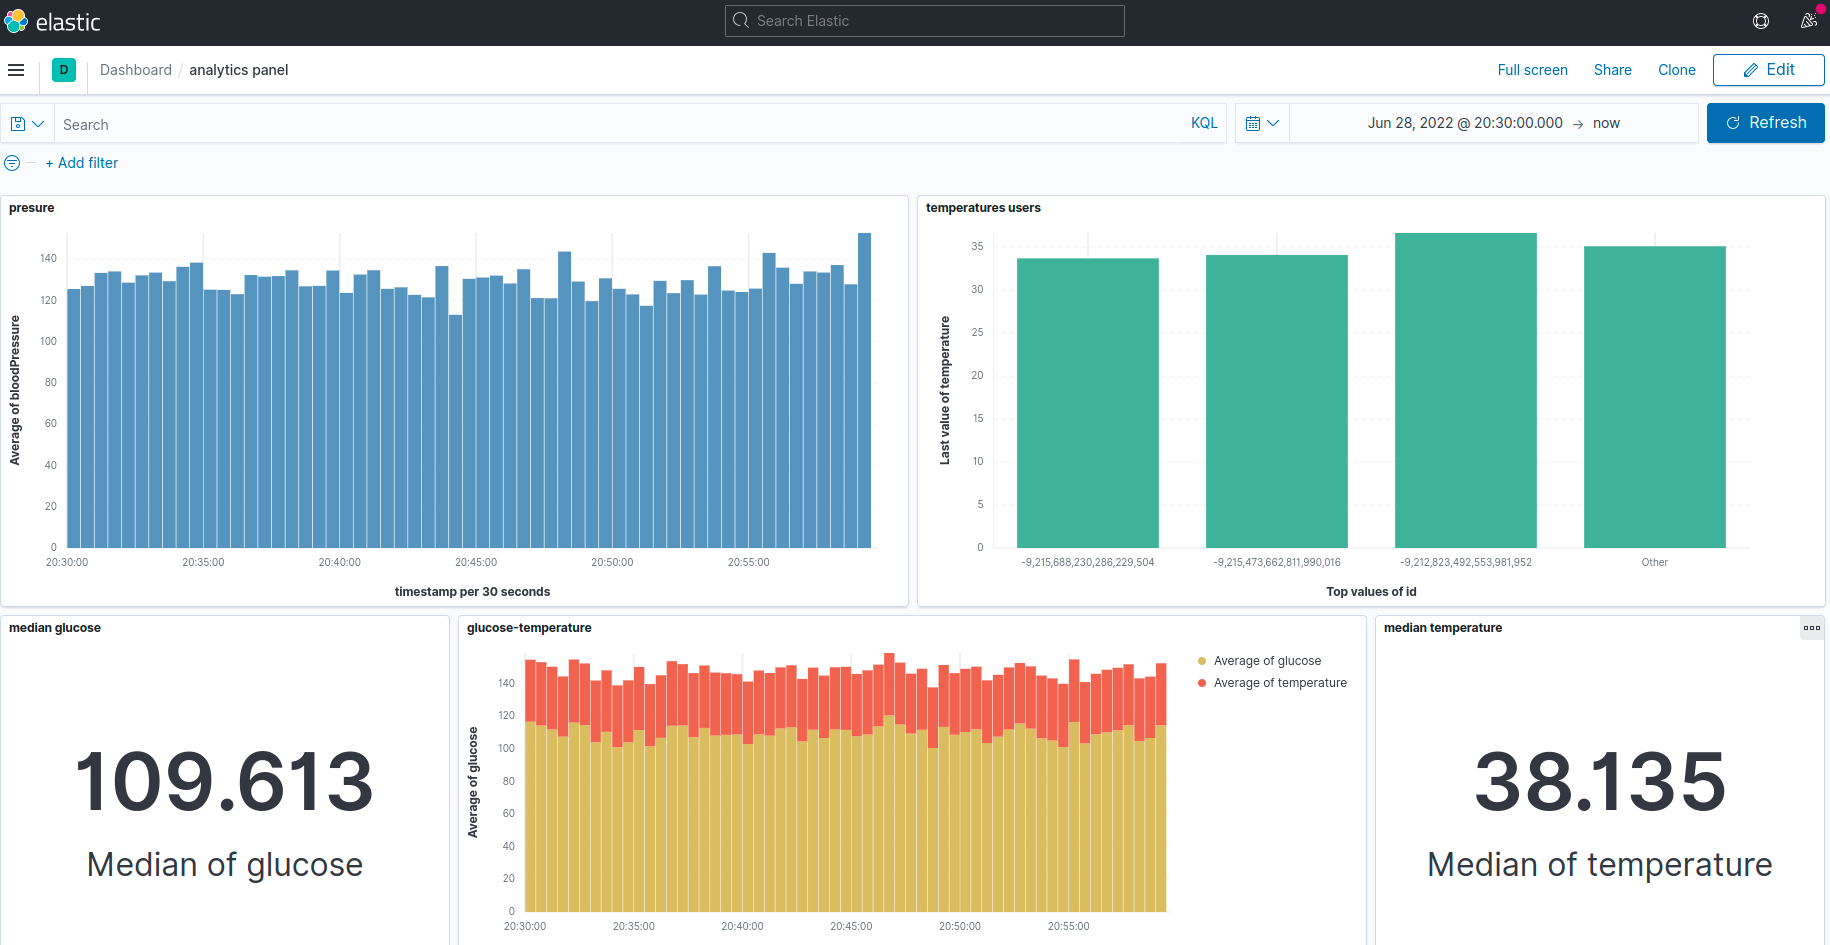 elastic
Search Elastic
D
Dashboard / analytics panel
Full screen
Share
Clone
Edit
Search
KQL
Jun 28, 2022 @ 20:30:00.000 → now
Refresh
+ Add filter
presure
Average of bloodPressure
140
120
100
80
60
40
20
0
20:30:00 20:35:00 20:40:00 20:45:00 20:50:00 20:55:00
timestamp per 30 seconds
temperatures users
Last value of temperature
35
30
25
20
15
10
5
0
-9,215,688,230,286,229,504 -9,215,473,662,811,990,016 -9,212,823,492,553,981,952 Other
Top values of id
median glucose
109.613
Median of glucose
glucose-temperature
Average of glucose
140
120
100
80
60
40
20
0
20:30:00 20:35:00 20:40:00 20:45:00 20:50:00 20:55:00
Average of glucose
Average of temperature
median temperature
38.135
Median of temperature